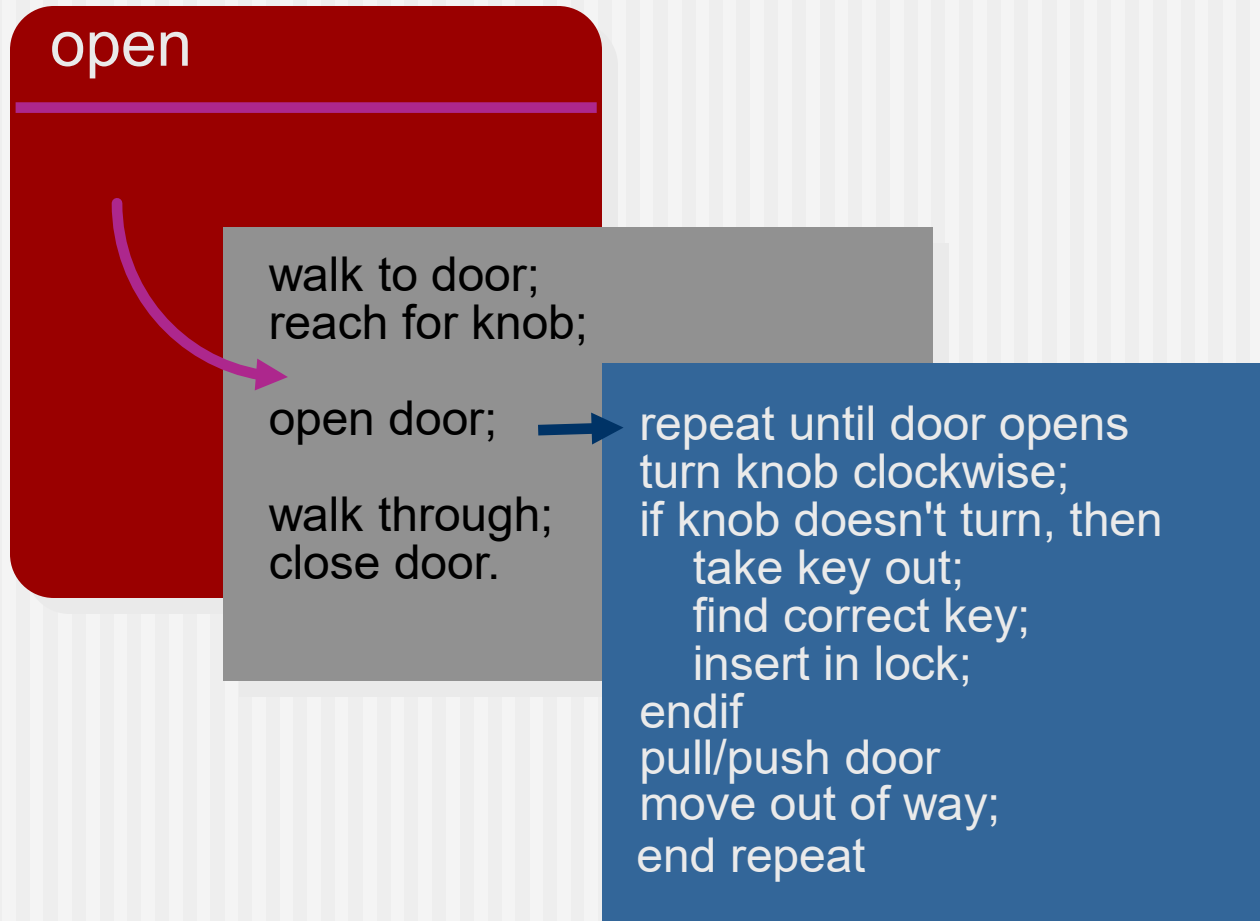 open
walk to door;
reach for knob;
open door;
walk through;
close door.
repeat until door opens
turn knob clockwise;
if knob doesn't turn, then
take key out;
find correct key;
insert in lock;
endif
pull/push door
move out of way;
end repeat